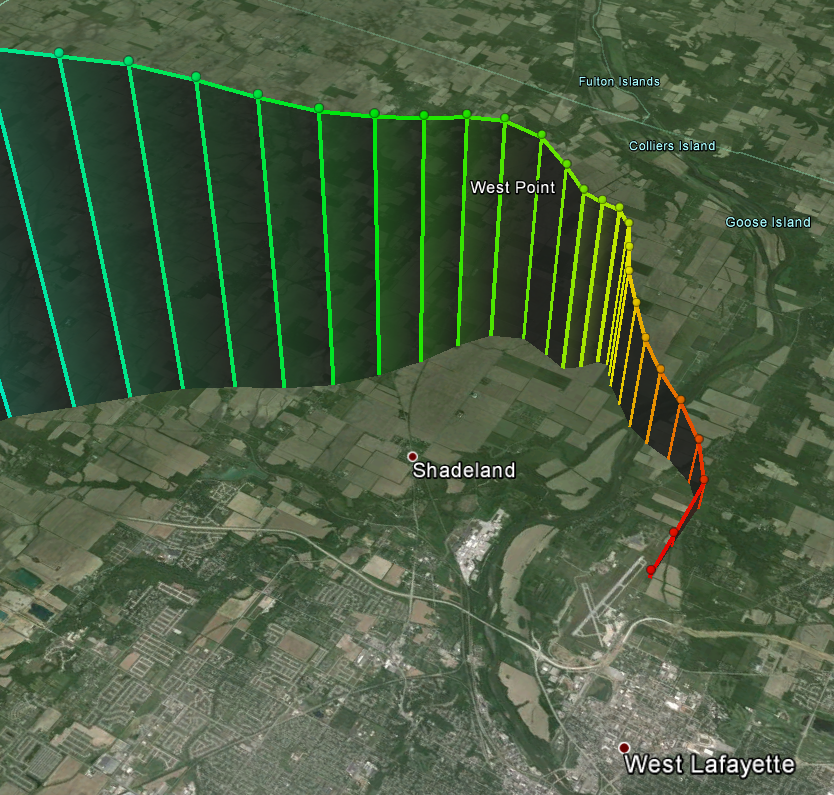 Fulton Islands
Colliers Island
West Point
Goose Island
Shadeland
West Lafayette